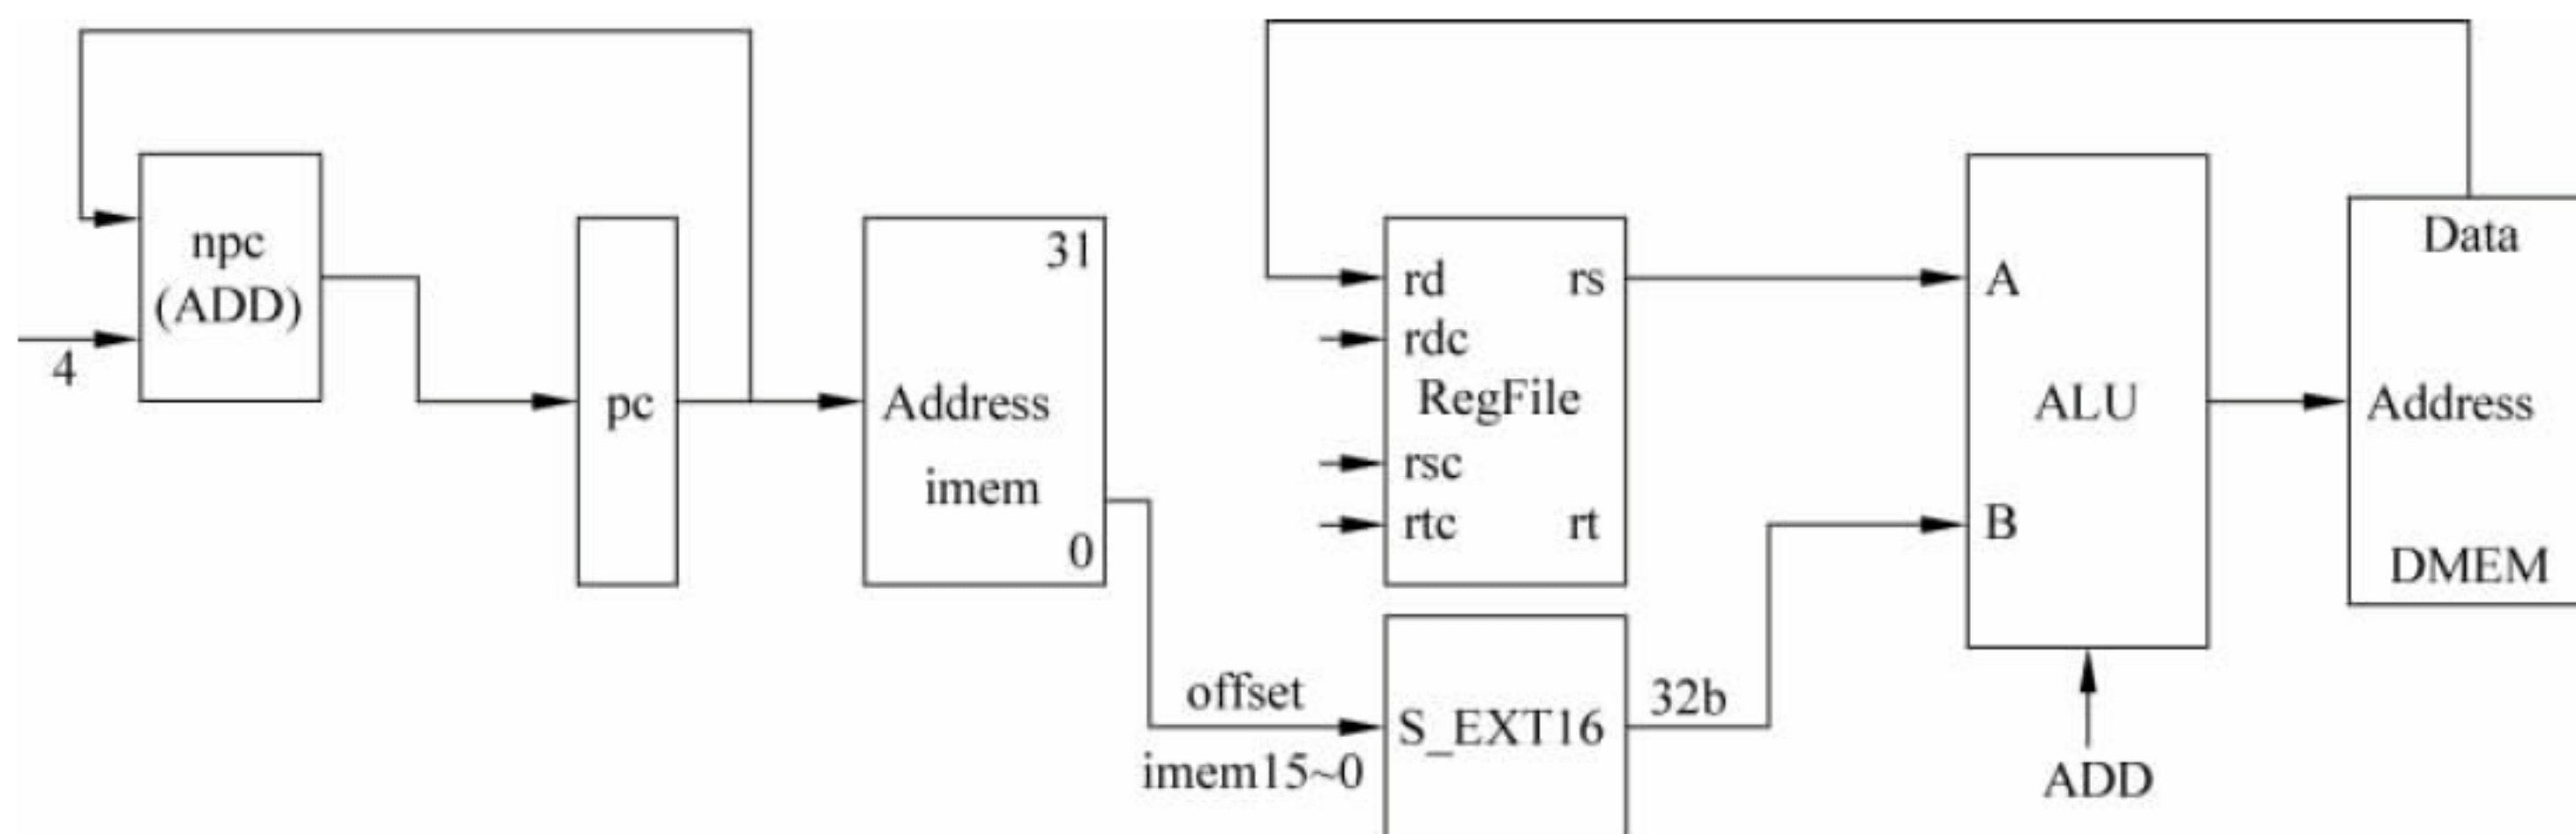 npc
(ADD)
4
pc
31
Address
imem
0
rd rs
rdc
RegFile
rsc
rtc rt
offset
imem15~0
S_EXT16
32b
A
ALU
B
ADD
Data
Address
DMEM